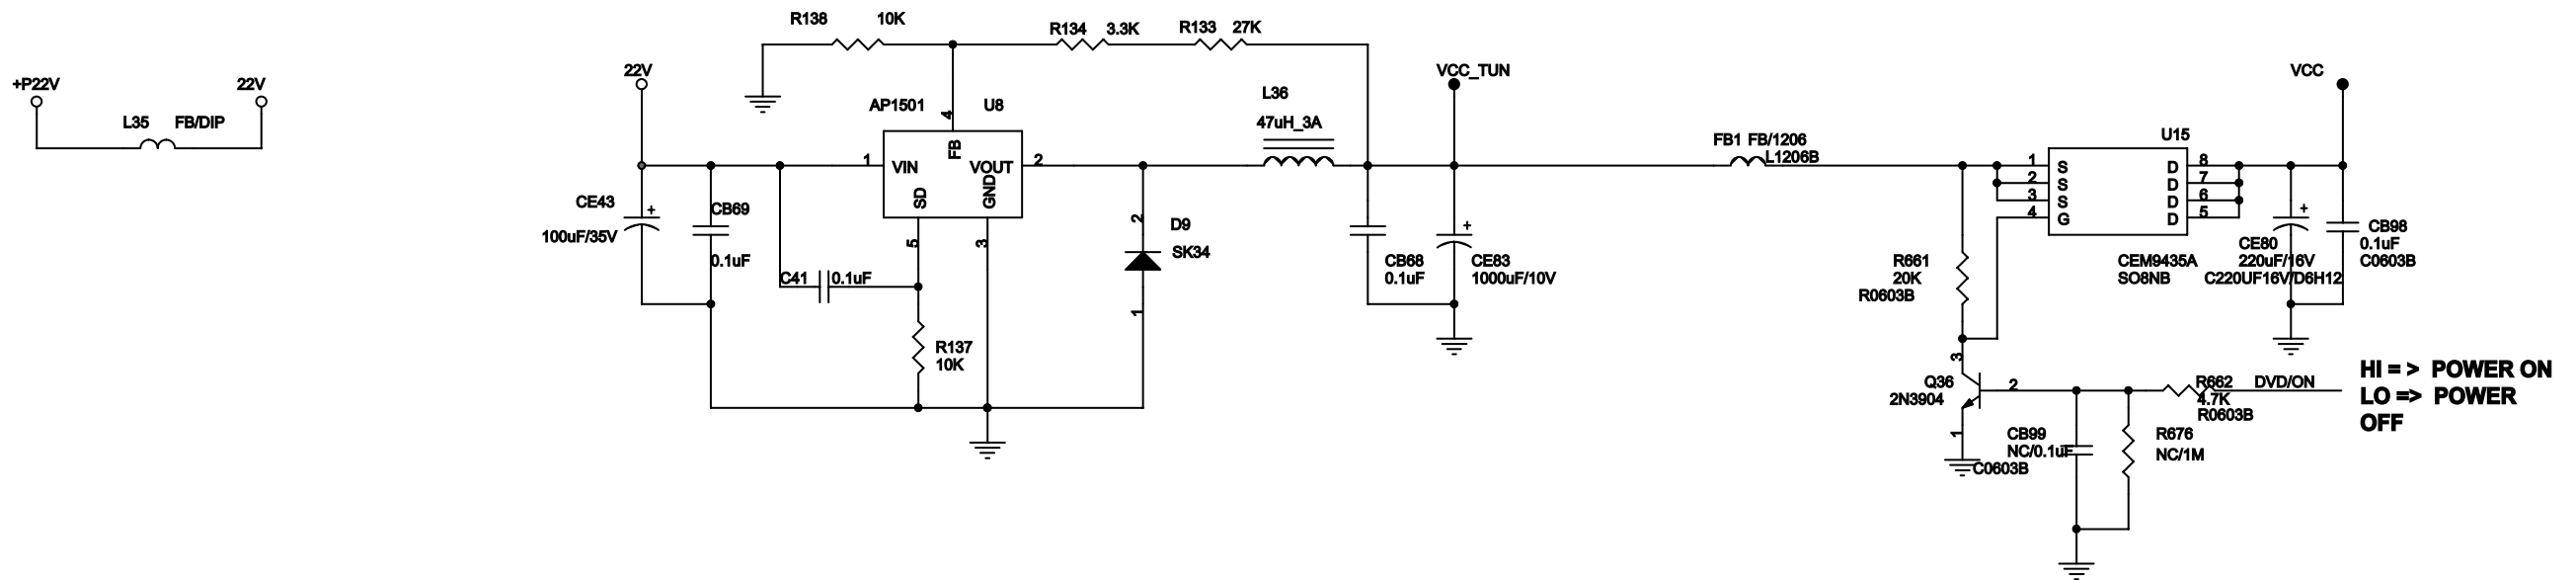 +P22V
22V
L35 FB/DIP
R138 10K
R134 3.3K
R133 27K
22V
AP1501 U8
4
FB
1
VIN
VOUT
2
SD
GND
5
3
CE43
100uF/35V
+
CB69
0.1uF
C41 0.1uF
R137
10K
2
D9
SK34
1
L36
47uH_3A
VCC_TUN
CB68
0.1uF
+
CE83
1000uF/10V
FB1 FB/1206
L1206B
VCC
U15
1 S D 8
2 S D 7
3 S D 6
4 G D 5
CEM9435A
SO8NB
+
CE80
220uF/16V
C220UF16V/D6H12
CB98
0.1uF
C0603B
R661
20K
R0603B
3
Q36
2N3904
2
1
CB99
NC/0.1uF
C0603B
R676
NC/1M
R662
4.7K
R0603B
DVD/ON
HI = > POWER ON
LO => POWER
OFF